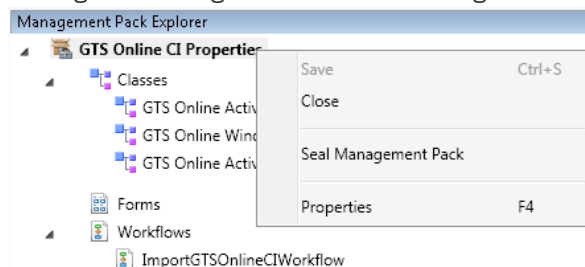 Management Pack Explorer
GTS Online CI Properties
Save Ctrl+S
Classes
Close
GTS Online Activ
GTS Online Wind
Seal Management Pack
GTS Online Activ
Forms
Properties F4
Workflows
ImportGTSOnlineCIWorkflow